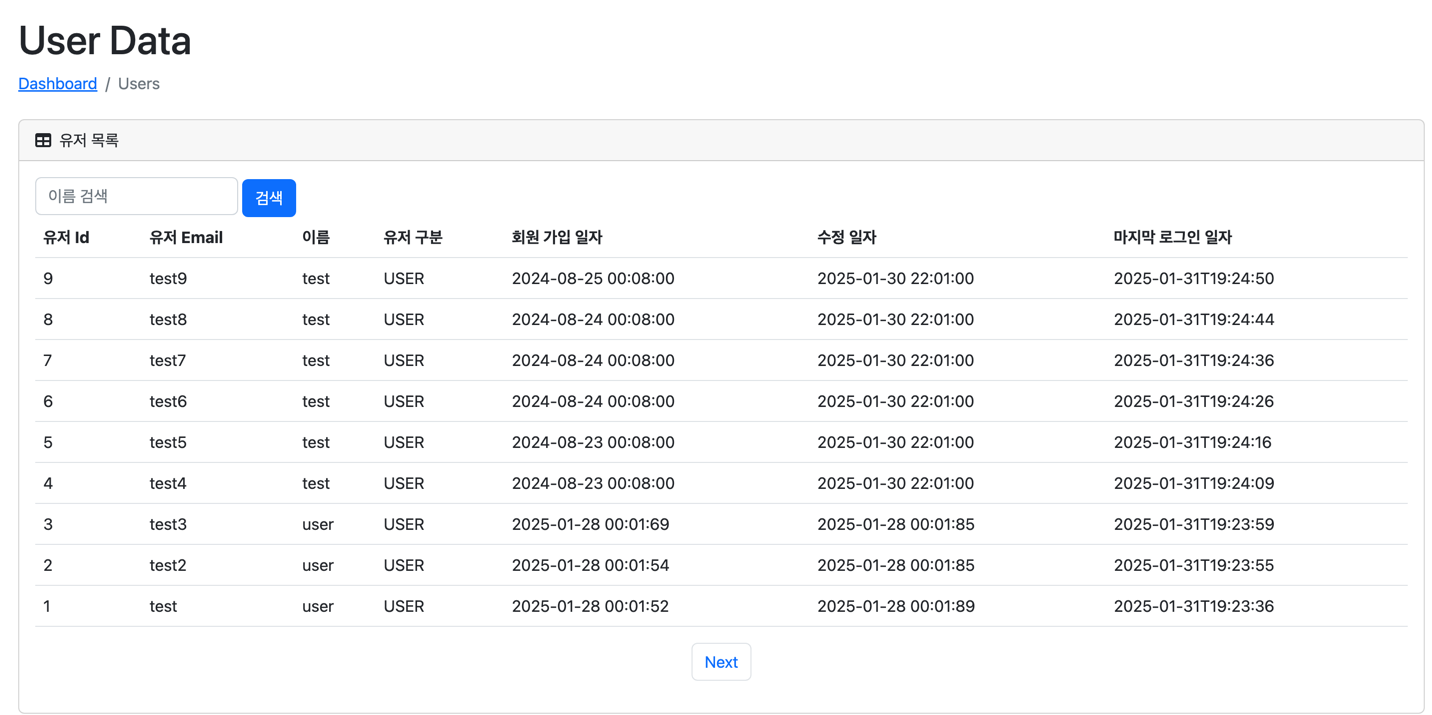 User Data
Dashboard / Users
유저 목록
이름 검색 검색
유저 Id 유저 Email 이름 유저 구분 회원 가입 일자 수정 일자 마지막 로그인 일자
9 test9 test USER 2024-08-25 00:08:00 2025-01-30 22:01:00 2025-01-31T19:24:50
8 test8 test USER 2024-08-24 00:08:00 2025-01-30 22:01:00 2025-01-31T19:24:44
7 test7 test USER 2024-08-24 00:08:00 2025-01-30 22:01:00 2025-01-31T19:24:36
6 test6 test USER 2024-08-24 00:08:00 2025-01-30 22:01:00 2025-01-31T19:24:26
5 test5 test USER 2024-08-23 00:08:00 2025-01-30 22:01:00 2025-01-31T19:24:16
4 test4 test USER 2024-08-23 00:08:00 2025-01-30 22:01:00 2025-01-31T19:24:09
3 test3 user USER 2025-01-28 00:01:69 2025-01-28 00:01:85 2025-01-31T19:23:59
2 test2 user USER 2025-01-28 00:01:54 2025-01-28 00:01:85 2025-01-31T19:23:55
1 test user USER 2025-01-28 00:01:52 2025-01-28 00:01:89 2025-01-31T19:23:36
Next